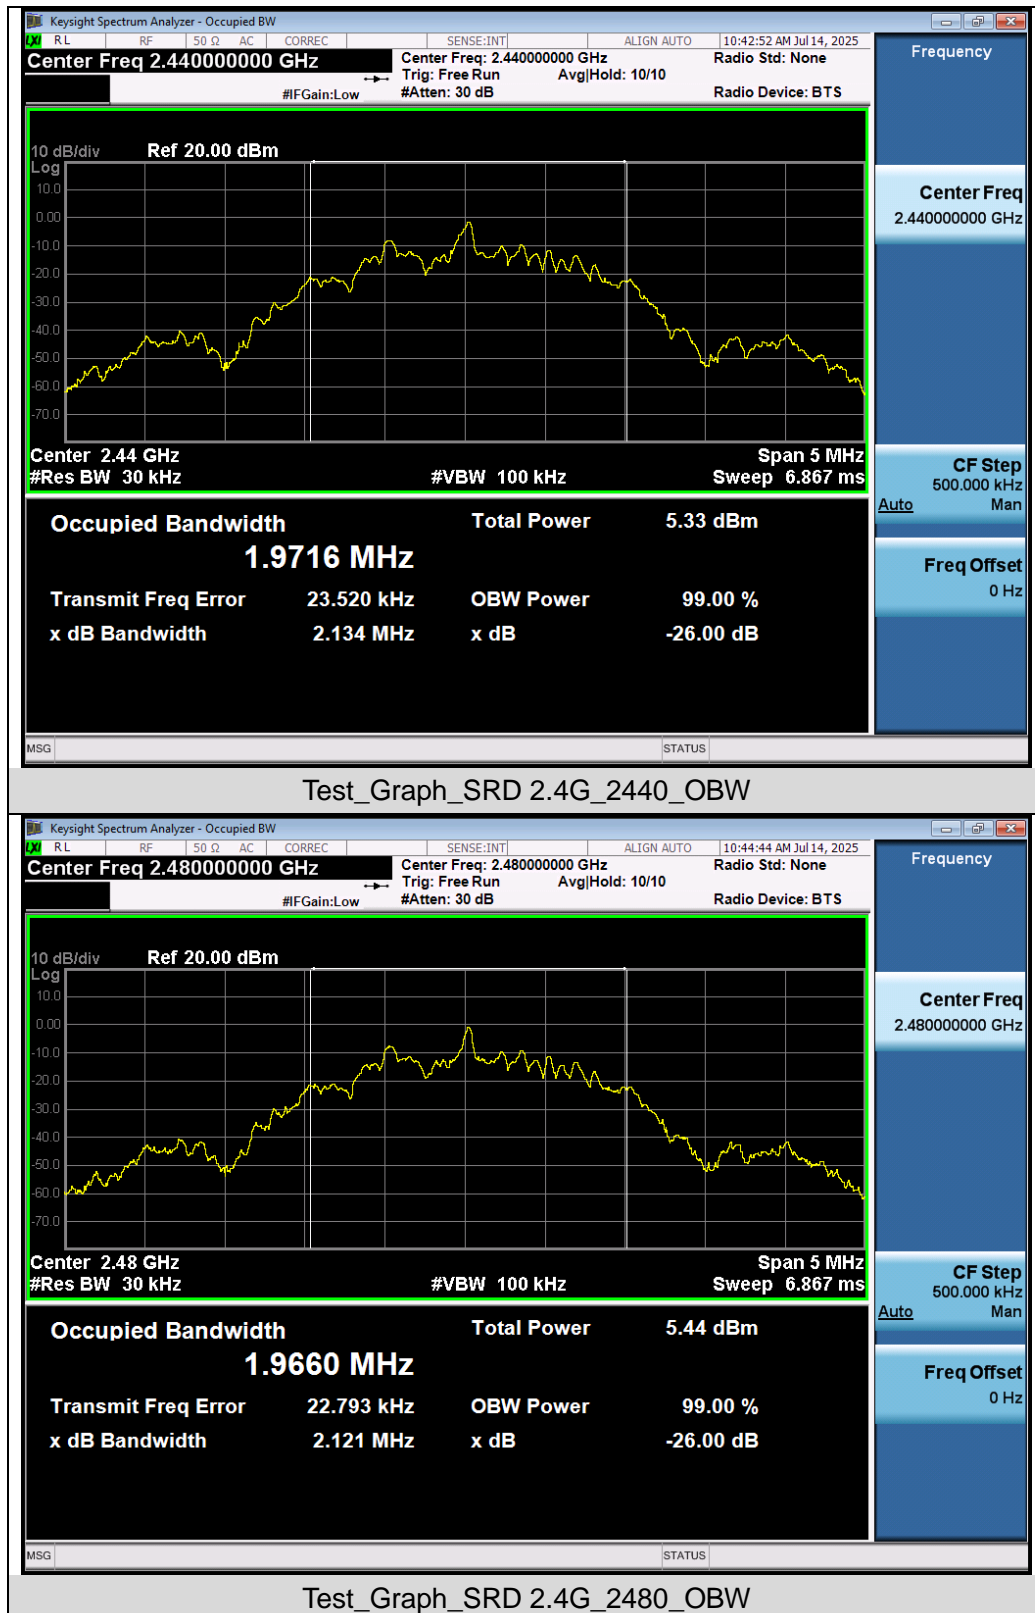 Keysight Spectrum Analyzer - Occupied BW
LXI RL RF 50 Ω AC CORREC SENSE:INT ALIGN AUTO 10:42:52 AM Jul 14, 2025
Center Freq 2.440000000 GHz
Center Freq: 2.440000000 GHz Radio Std: None
Trig: Free Run Avg|Hold: 10/10
#IFGain:Low #Atten: 30 dB Radio Device: BTS
10 dB/div Ref 20.00 dBm
Log
10.0
0.00
-10.0
-20.0
-30.0
-40.0
-50.0
-60.0
-70.0
Center 2.44 GHz Span 5 MHz
#Res BW 30 kHz #VBW 100 kHz Sweep 6.867 ms
Occupied Bandwidth Total Power 5.33 dBm
1.9716 MHz
Transmit Freq Error 23.520 kHz OBW Power 99.00 %
x dB Bandwidth 2.134 MHz x dB -26.00 dB
MSG STATUS
Frequency
Center Freq
2.440000000 GHz
CF Step
500.000 kHz
Auto Man
Freq Offset
0 Hz
Test_Graph_SRD 2.4G_2440_OBW
Keysight Spectrum Analyzer - Occupied BW
LXI RL RF 50 Ω AC CORREC SENSE:INT ALIGN AUTO 10:44:44 AM Jul 14, 2025
Center Freq 2.480000000 GHz
Center Freq: 2.480000000 GHz Radio Std: None
Trig: Free Run Avg|Hold: 10/10
#IFGain:Low #Atten: 30 dB Radio Device: BTS
10 dB/div Ref 20.00 dBm
Log
10.0
0.00
-10.0
-20.0
-30.0
-40.0
-50.0
-60.0
-70.0
Center 2.48 GHz Span 5 MHz
#Res BW 30 kHz #VBW 100 kHz Sweep 6.867 ms
Occupied Bandwidth Total Power 5.44 dBm
1.9660 MHz
Transmit Freq Error 22.793 kHz OBW Power 99.00 %
x dB Bandwidth 2.121 MHz x dB -26.00 dB
MSG STATUS
Frequency
Center Freq
2.480000000 GHz
CF Step
500.000 kHz
Auto Man
Freq Offset
0 Hz
Test_Graph_SRD 2.4G_2480_OBW